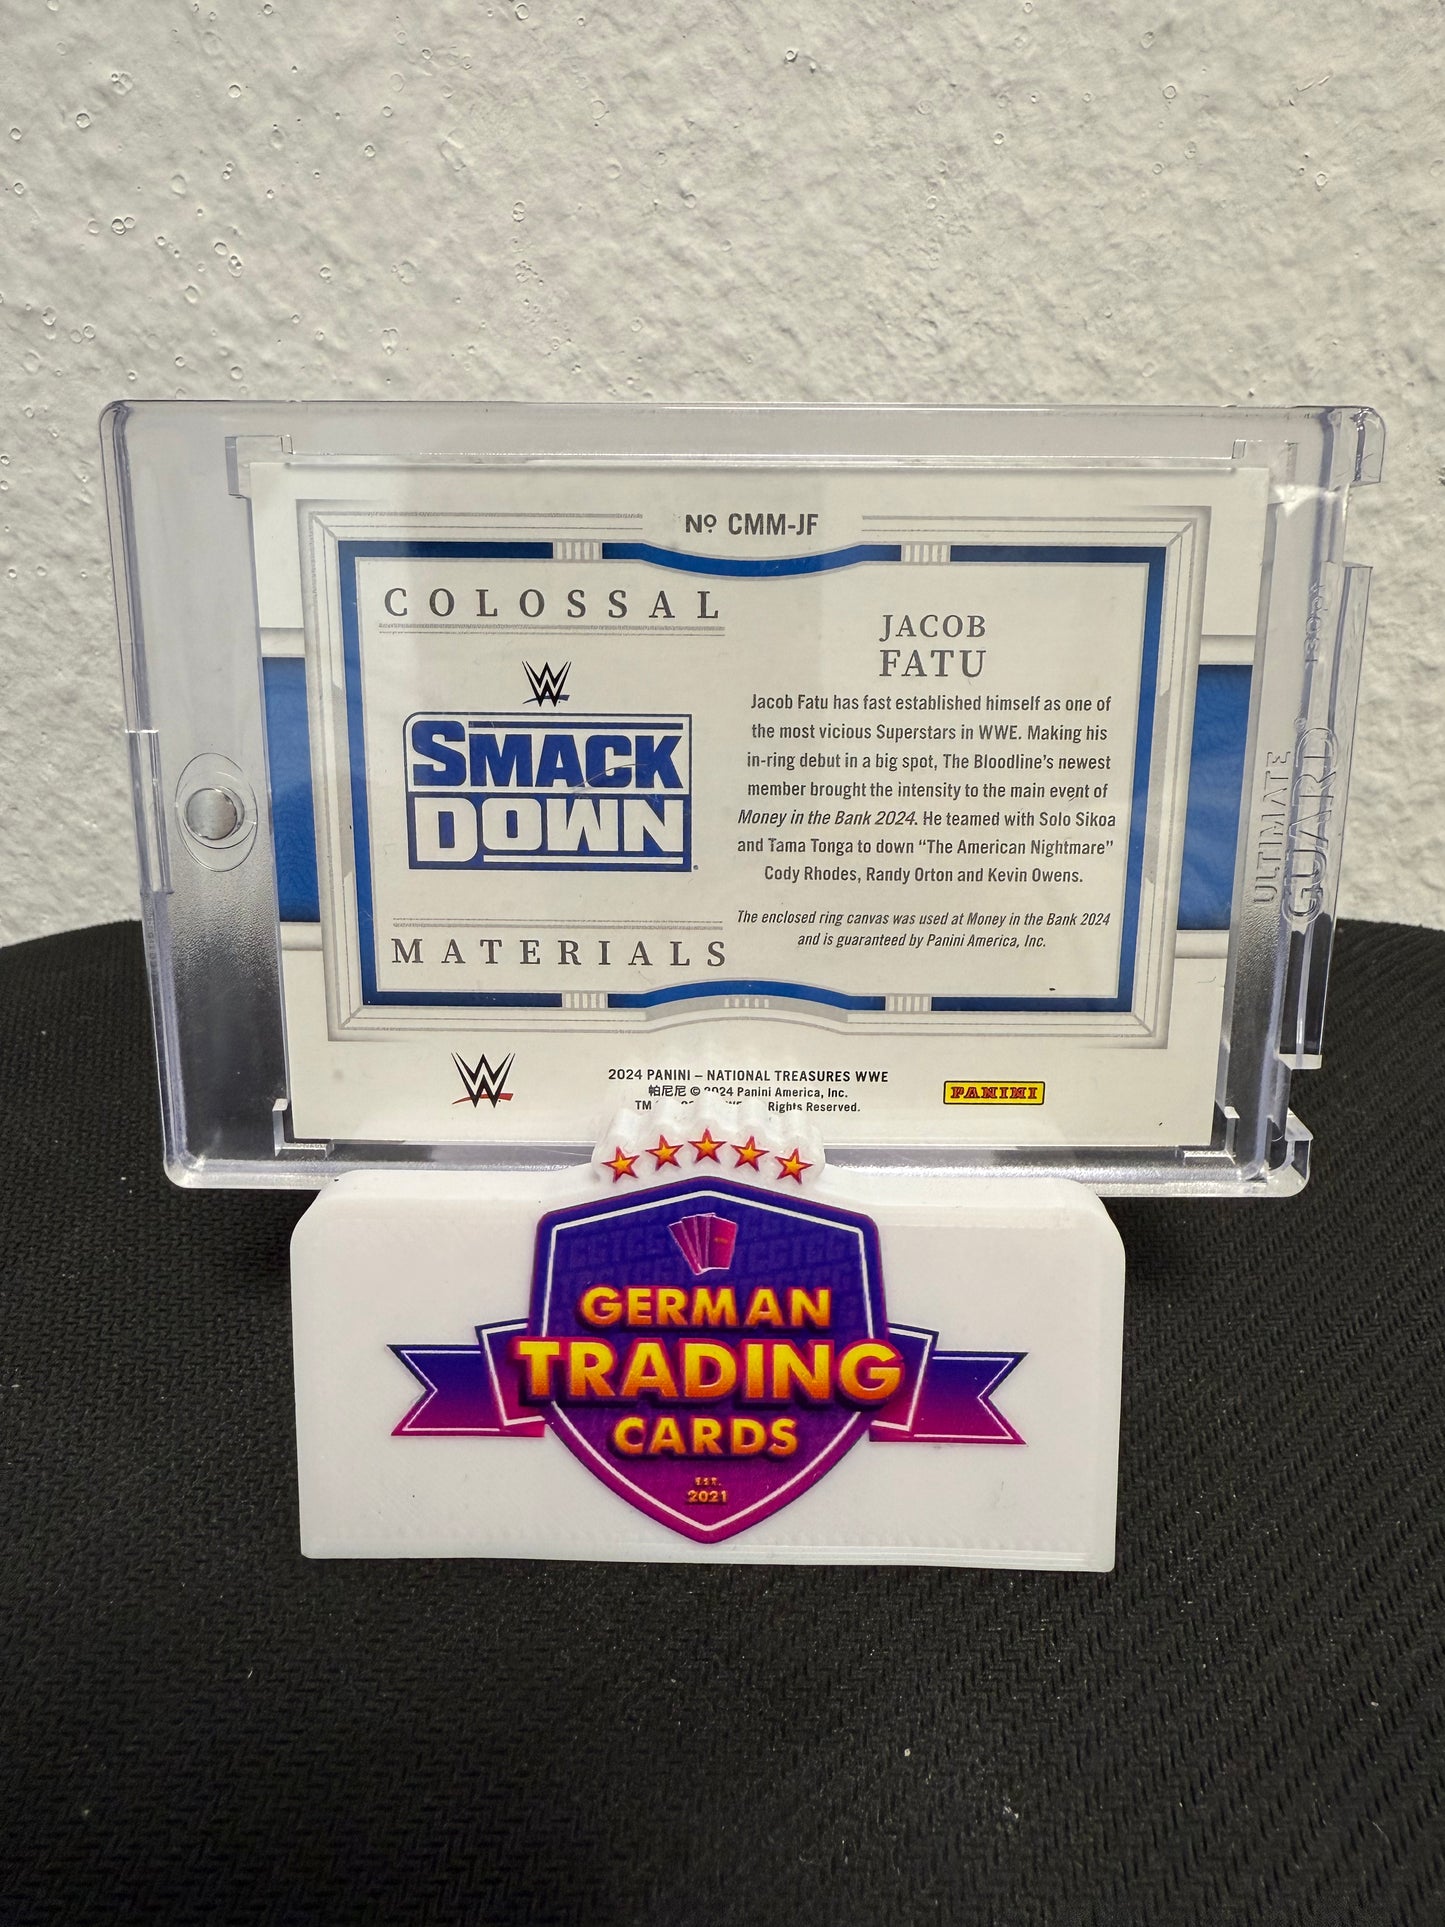 Nº CMM-JF
COLOSSAL
SMACK
DOWN
MATERIALS
JACOB
FATU
Jacob Fatu has fast established himself as one of
the most vicious Superstars in WWE. Making his
in-ring debut in a big spot, The Bloodline's newest
member brought the intensity to the main event of
Money in the Bank 2024. He teamed with Solo Sikoa
and Tama Tonga to down “The American Nightmare”
Cody Rhodes, Randy Orton and Kevin Owens.
The enclosed ring canvas was used at Money in the Bank 2024
and is guaranteed by Panini America, Inc.
W
2024 PANINI – NATIONAL TREASURES WWE
帕尼尼 © 2024 Panini America, Inc.
TM Rights Reserved.
PANINI
ULTIMATE
GUARD®
GERMAN
TRADING
CARDS
EST.
2021